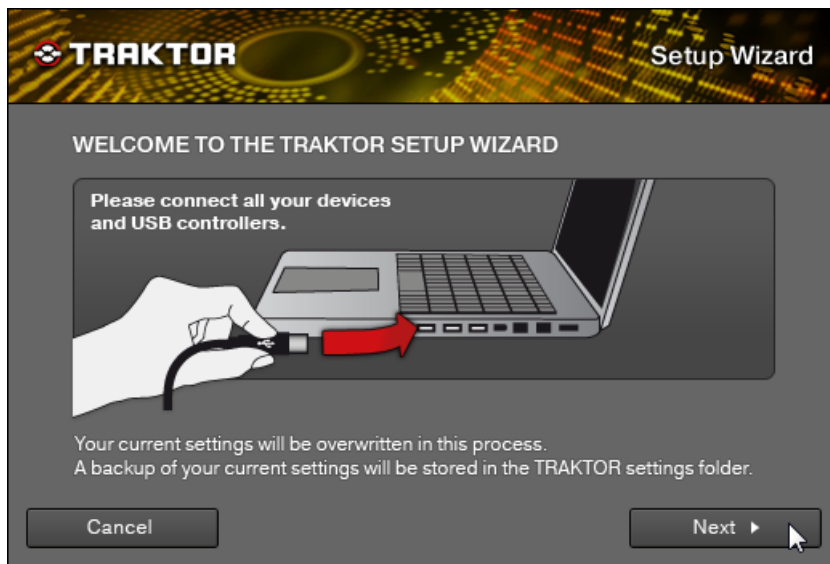 TRAKTOR
Setup Wizard
WELCOME TO THE TRAKTOR SETUP WIZARD
Please connect all your devices
and USB controllers.
Your current settings will be overwritten in this process.
A backup of your current settings will be stored in the TRAKTOR settings folder.
Cancel
Next